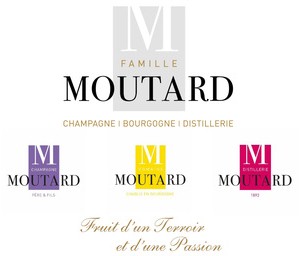 M
FAMILLE
MOUTARD
CHAMPAGNE | BOURGOGNE | DISTILLERIE
M
CHAMPAGNE
MOUTARD
PÈRE & FILS
M
DOMAINE
MOUTARD
M
DISTILLERIE
MOUTARD
1892
Fruit d'un Terroir
et d'une Passion